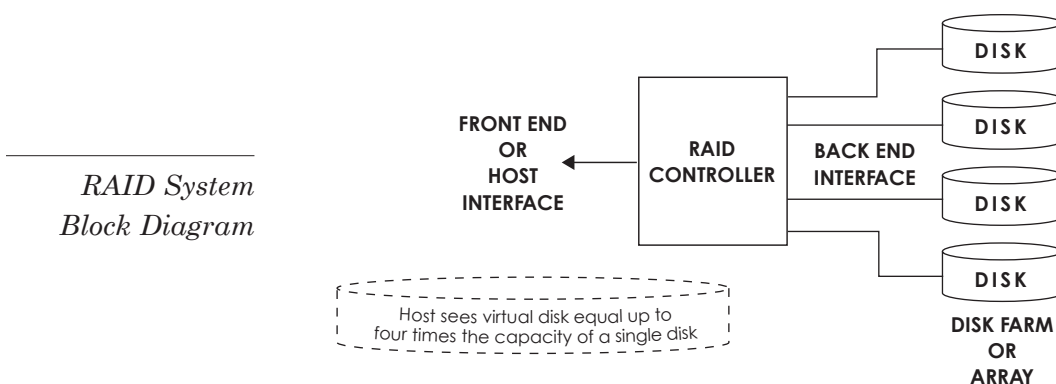 RAID System
Block Diagram
FRONT END
OR
HOST
INTERFACE
RAID
CONTROLLER
BACK END
INTERFACE
DISK
DISK
DISK
DISK
DISK FARM
OR
ARRAY
Host sees virtual disk equal up to
four times the capacity of a single disk